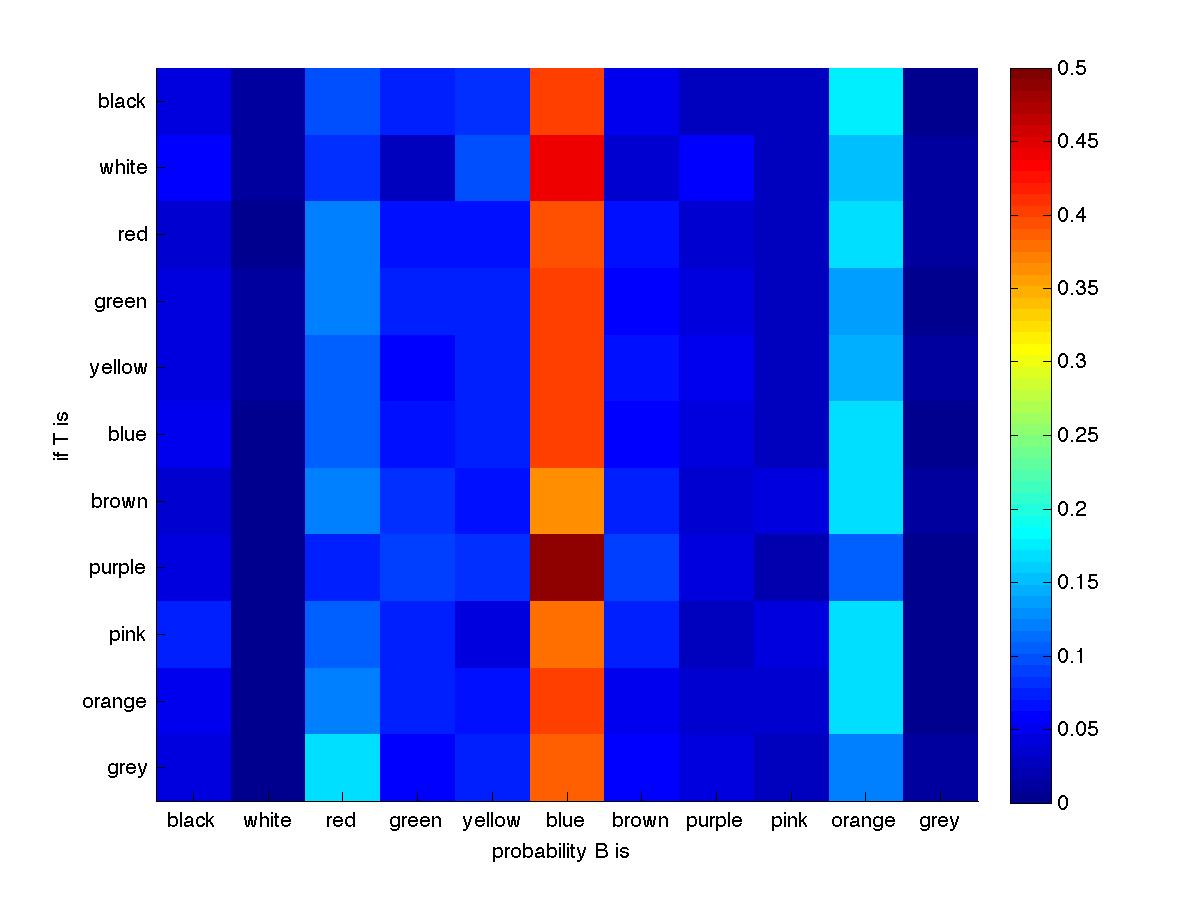 black
white
red
green
yellow
blue
brown
purple
pink
orange
grey
if T is
black white red green yellow blue brown purple pink orange grey
probability B is
0.5
0.45
0.4
0.35
0.3
0.25
0.2
0.15
0.1
0.05
0